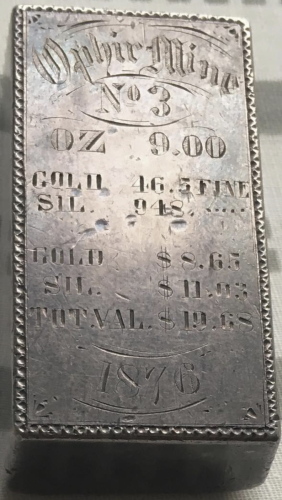 Ophir Mine
No 3
OZ 9.00
GOLD. 46.5 FINE
SIL. 948. .....
GOLD $8.65
SIL. $11.03
TOT.VAL. $19.68
1876